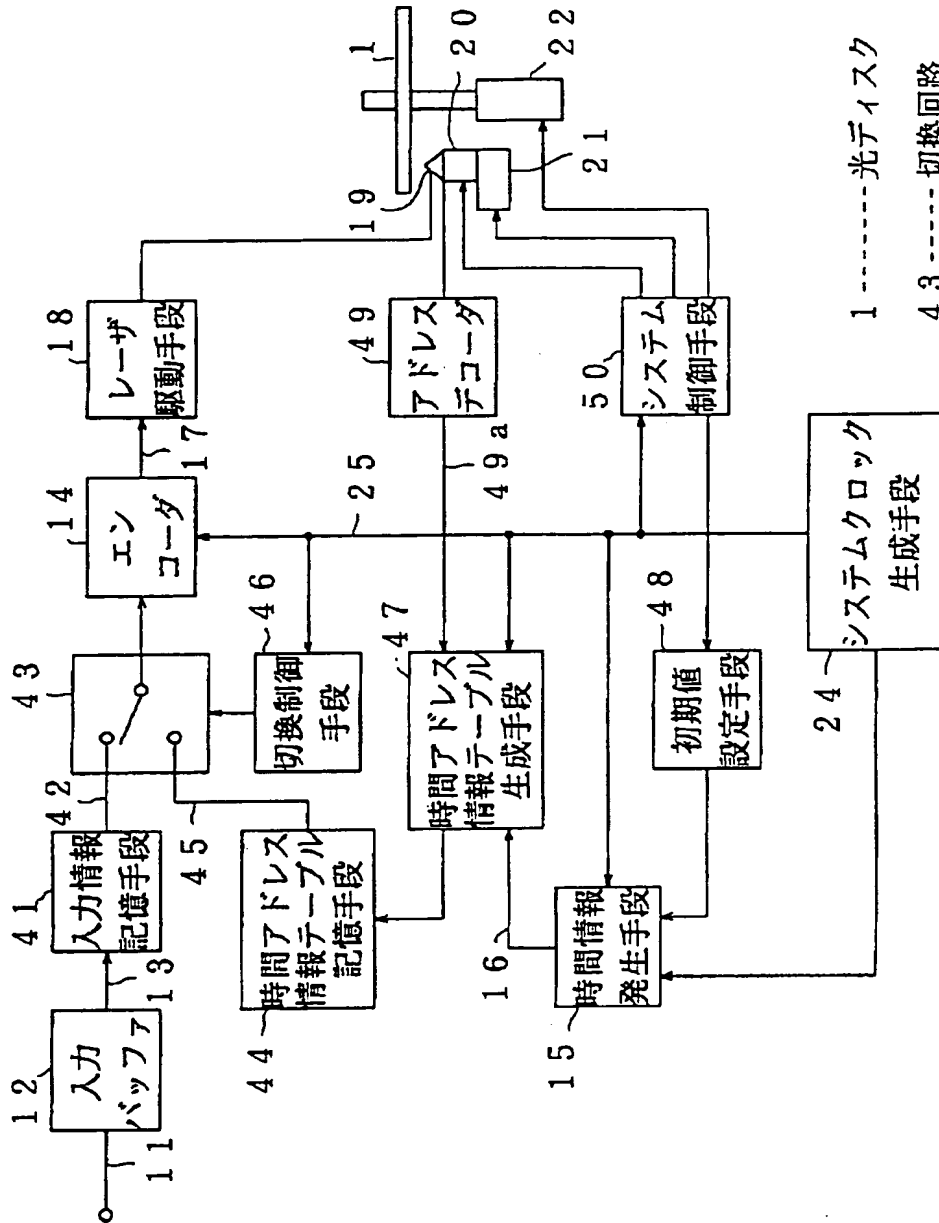 11
12
入力
バッファ
13
41
入力情報
記憶手段
42
43
14
エン
コーダ
17
18
レーザ
駆動手段
19
1
20
21
22
44
時間アドレス
情報テーブル
記憶手段
45
46
切換制御
手段
25
47
時間アドレス
情報テーブル
生成手段
49a
49
アドレス
デコーダ
16
15
時間情報
発生手段
48
初期値
設定手段
50
システム
制御手段
24
システムクロック
生成手段
1 -------- 光ディスク
43 ----- 切換回路